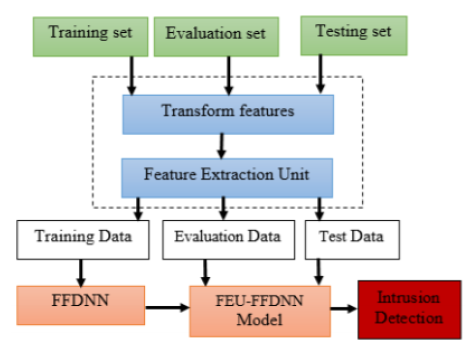 Training set
Evaluation set
Testing set
Transform features
Feature Extraction Unit
Training Data
Evaluation Data
Test Data
FFDNN
FEU-FFDNN
Model
Intrusion
Detection